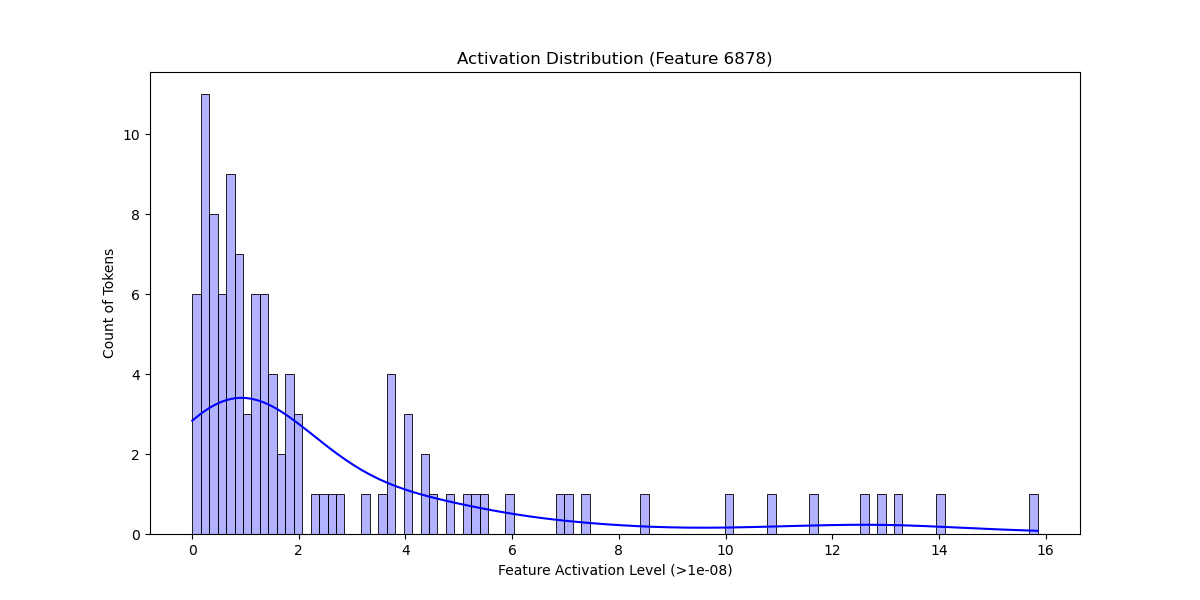 Activation Distribution (Feature 6878)
Count of Tokens
10
8
6
4
2
0
0 2 4 6 8 10 12 14 16
Feature Activation Level (>1e-08)